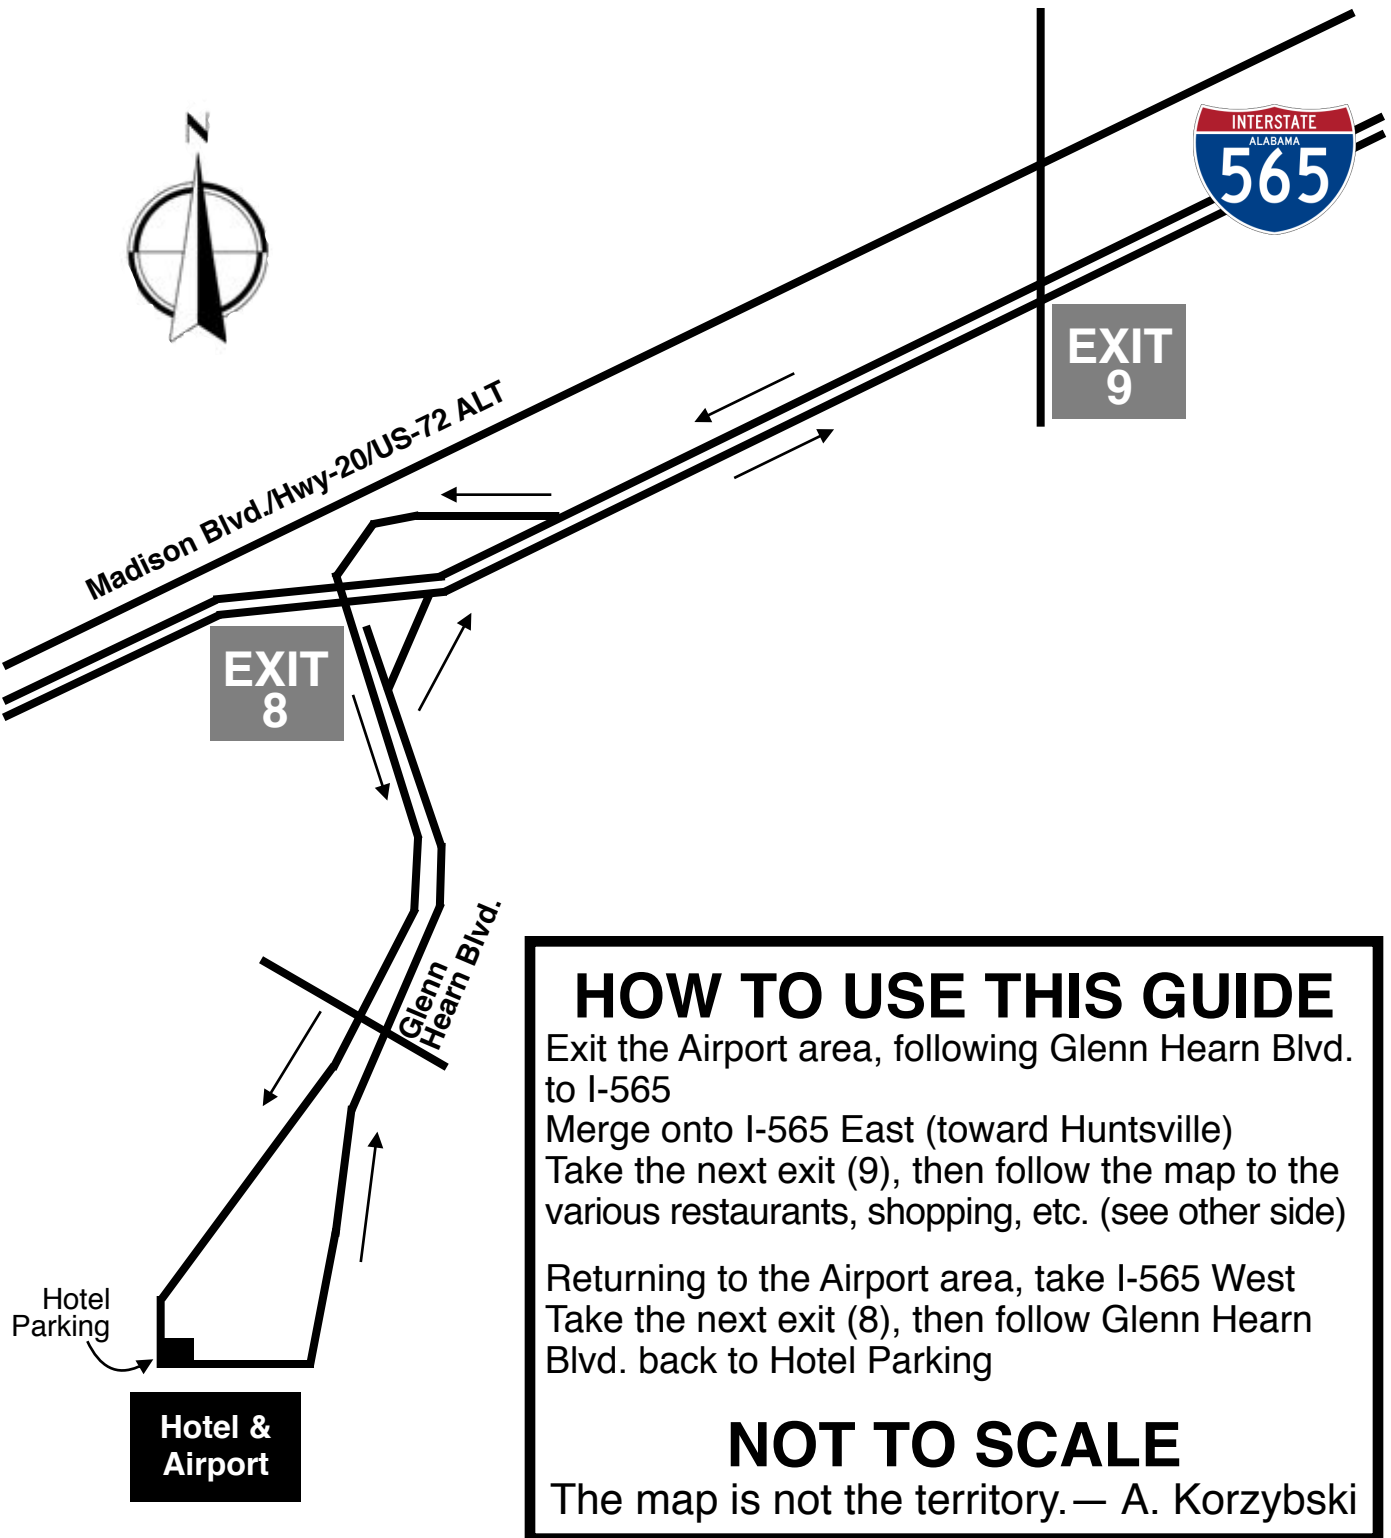 N
INTERSTATE
ALABAMA
565
EXIT
9
Madison Blvd./Hwy-20/US-72 ALT
EXIT
8
Glenn
Hearn Blvd.
Hotel
Parking
Hotel &
Airport
HOW TO USE THIS GUIDE
Exit the Airport area, following Glenn Hearn Blvd.
to I-565
Merge onto I-565 East (toward Huntsville)
Take the next exit (9), then follow the map to the
various restaurants, shopping, etc. (see other side)
Returning to the Airport area, take I-565 West
Take the next exit (8), then follow Glenn Hearn
Blvd. back to Hotel Parking
NOT TO SCALE
The map is not the territory.— A. Korzybski